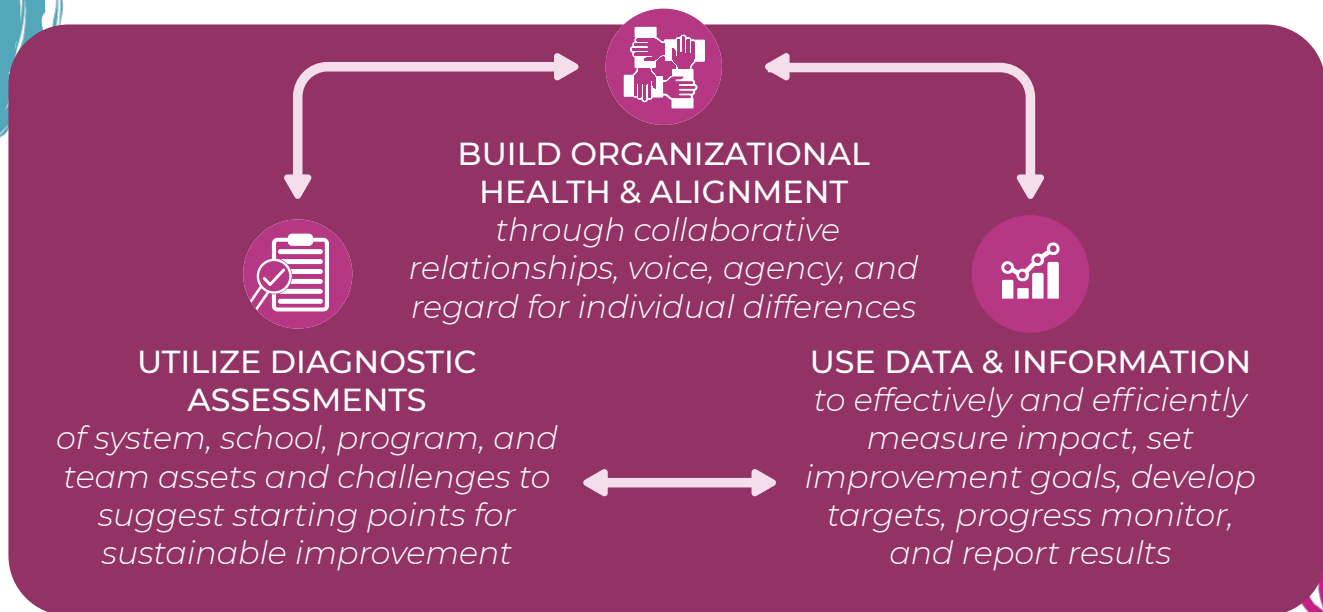 BUILD ORGANIZATIONAL
HEALTH & ALIGNMENT
through collaborative
relationships, voice, agency, and
regard for individual differences
UTILIZE DIAGNOSTIC
ASSESSMENTS
of system, school, program, and
team assets and challenges to
suggest starting points for
sustainable improvement
USE DATA & INFORMATION
to effectively and efficiently
measure impact, set
improvement goals, develop
targets, progress monitor,
and report results